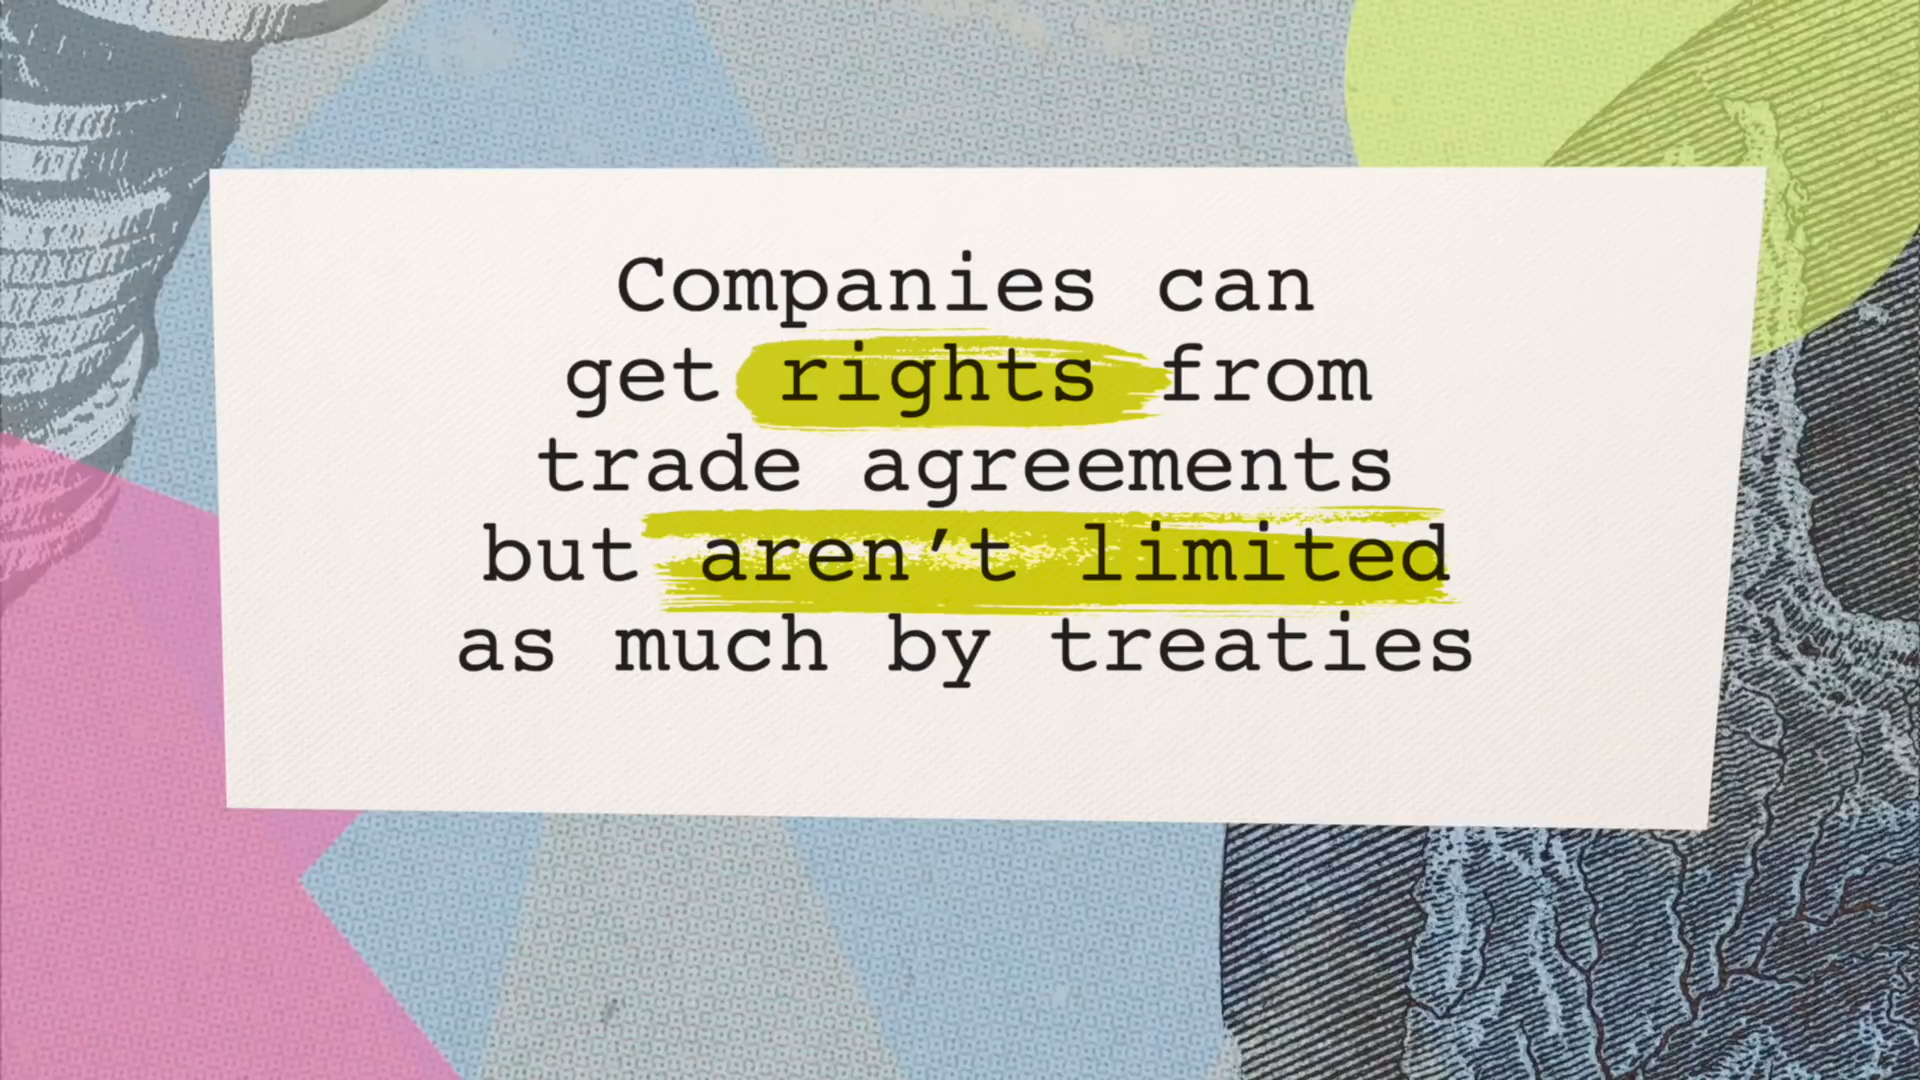 Companies can
get rights from
trade agreements
but aren’t limited
as much by treaties